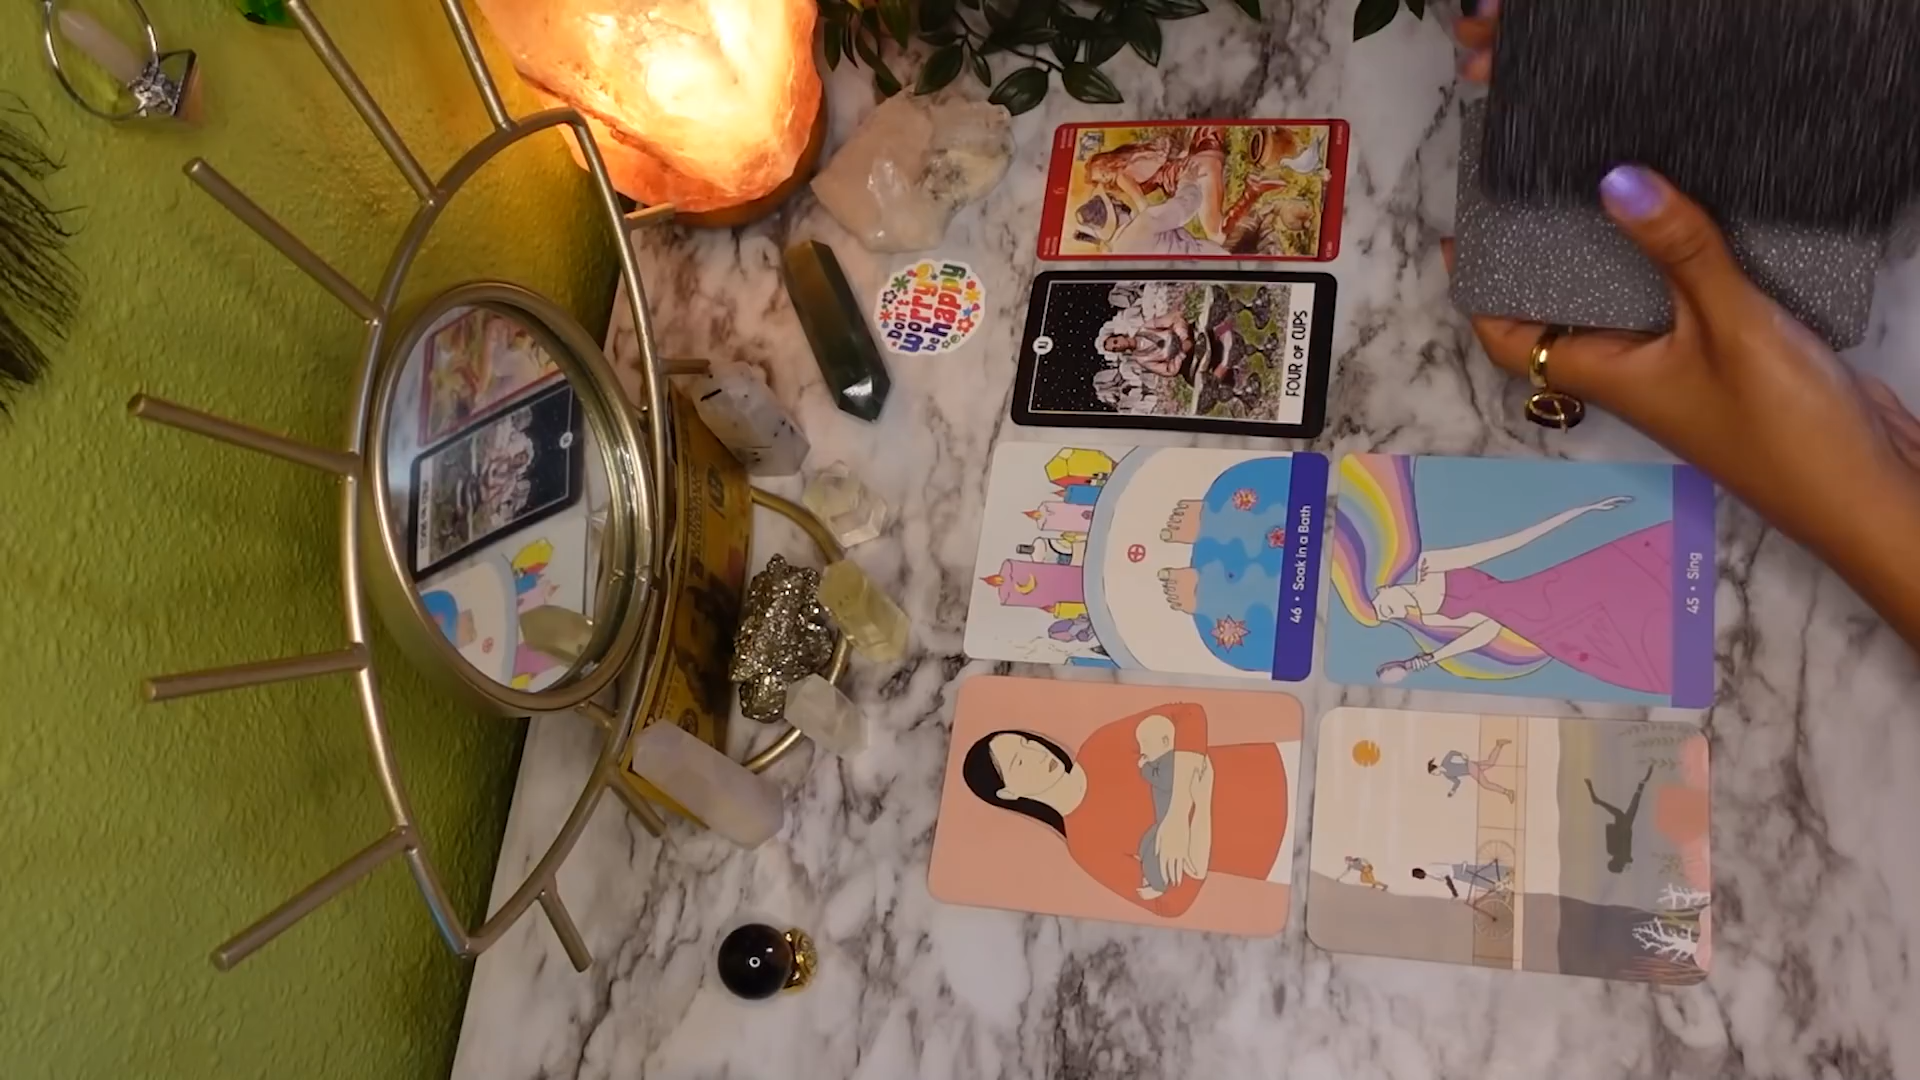 Don't
worry
be
happy
FOUR OF CUPS
46 • Soak in a Bath
45 • Sing